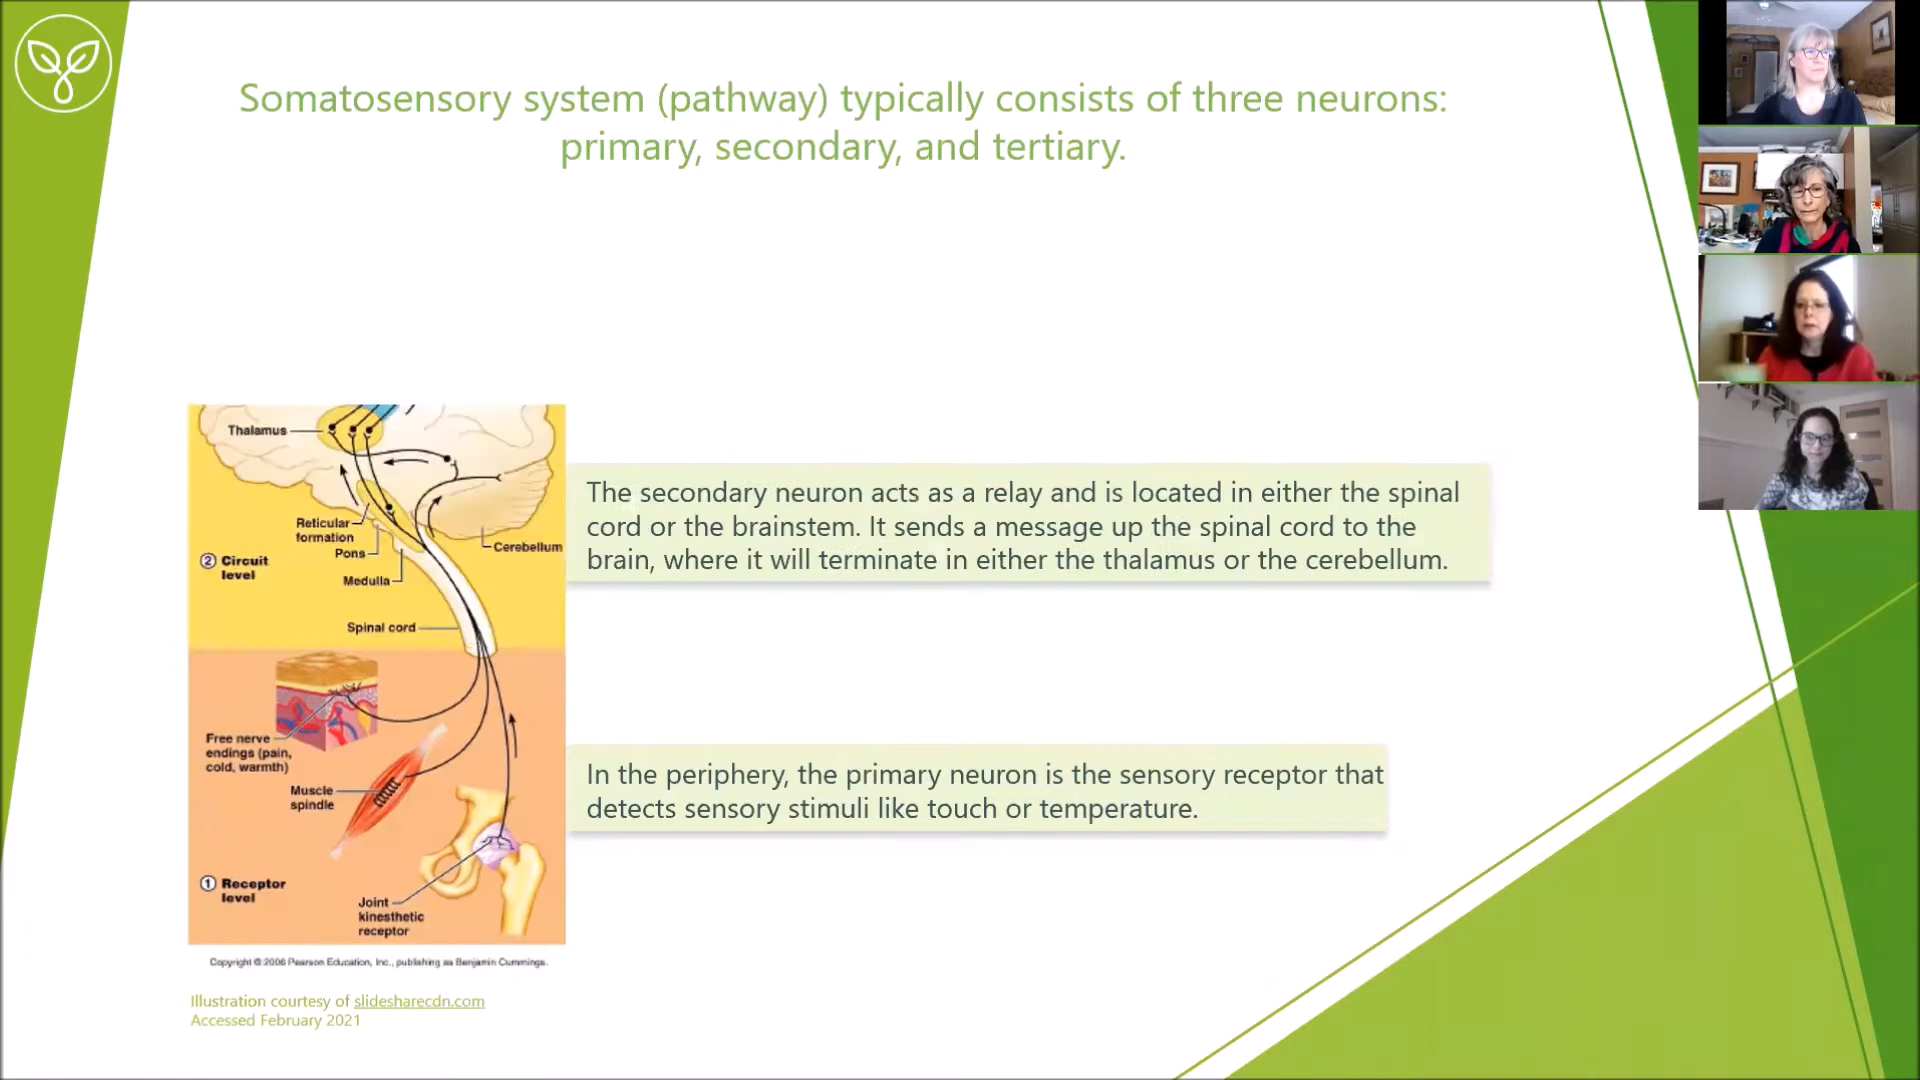 Somatosensory system (pathway) typically consists of three neurons:
primary, secondary, and tertiary.
Thalamus
Reticular
formation
Pons
Cerebellum
② Circuit
level
Medulla
Spinal cord
The secondary neuron acts as a relay and is located in either the spinal
cord or the brainstem. It sends a message up the spinal cord to the
brain, where it will terminate in either the thalamus or the cerebellum.
Free nerve
endings (pain,
cold, warmth)
Muscle
spindle
In the periphery, the primary neuron is the sensory receptor that
detects sensory stimuli like touch or temperature.
① Receptor
level
Joint
kinesthetic
receptor
Copyright © 2006 Pearson Education, Inc., publishing as Benjamin Cummings.
Illustration courtesy of slidesharecdn.com
Accessed February 2021